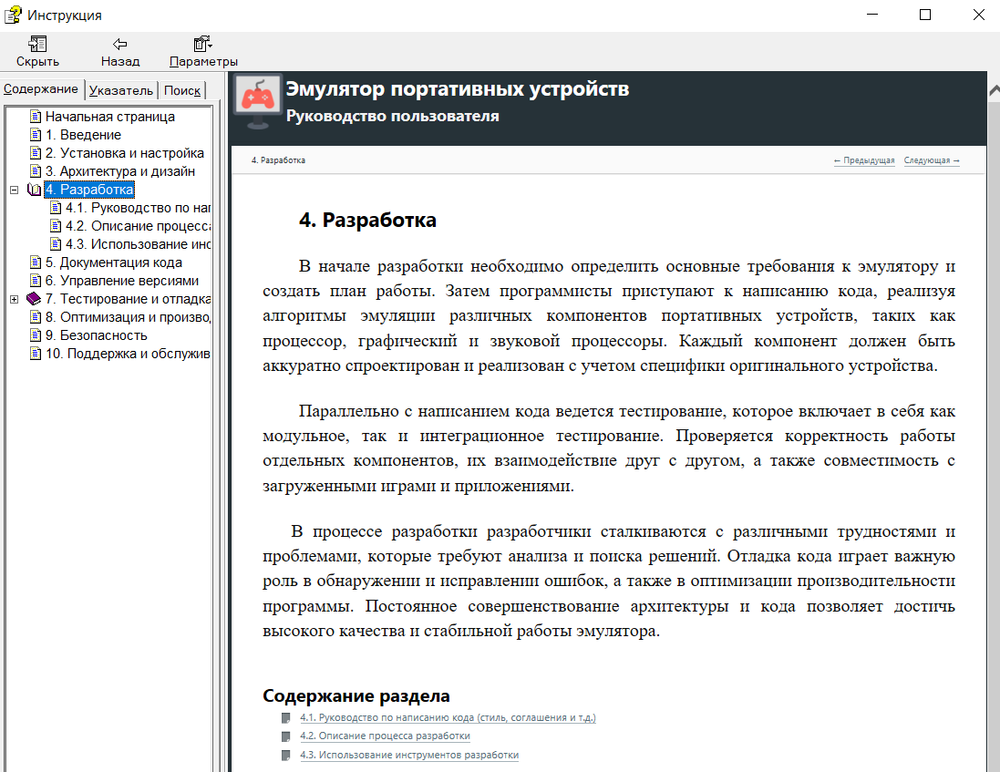 Инструкция
Скрыть Назад Параметры
Содержание Указатель Поиск
Начальная страница
1. Введение
2. Установка и настройка
3. Архитектура и дизайн
4. Разработка
4.1. Руководство по наг
4.2. Описание процесса
4.3. Использование инс
5. Документация кода
6. Управление версиями
7. Тестирование и отладка
8. Оптимизация и произво,
9. Безопасность
10. Поддержка и обслужив
Эмулятор портативных устройств
Руководство пользователя
4. Разработка
← Предыдущая Следующая →
4. Разработка
В начале разработки необходимо определить основные требования к эмулятору и
создать план работы. Затем программисты приступают к написанию кода, реализуя
алгоритмы эмуляции различных компонентов портативных устройств, таких как
процессор, графический и звуковой процессоры. Каждый компонент должен быть
аккуратно спроектирован и реализован с учетом специфики оригинального устройства.
Параллельно с написанием кода ведется тестирование, которое включает в себя как
модульное, так и интеграционное тестирование. Проверяется корректность работы
отдельных компонентов, их взаимодействие друг с другом, а также совместимость с
загруженными играми и приложениями.
В процессе разработки разработчики сталкиваются с различными трудностями и
проблемами, которые требуют анализа и поиска решений. Отладка кода играет важную
роль в обнаружении и исправлении ошибок, а также в оптимизации производительности
программы. Постоянное совершенствование архитектуры и кода позволяет достичь
высокого качества и стабильной работы эмулятора.
Содержание раздела
4.1. Руководство по написанию кода (стиль, соглашения и т.д.)
4.2. Описание процесса разработки
4.3. Использование инструментов разработки